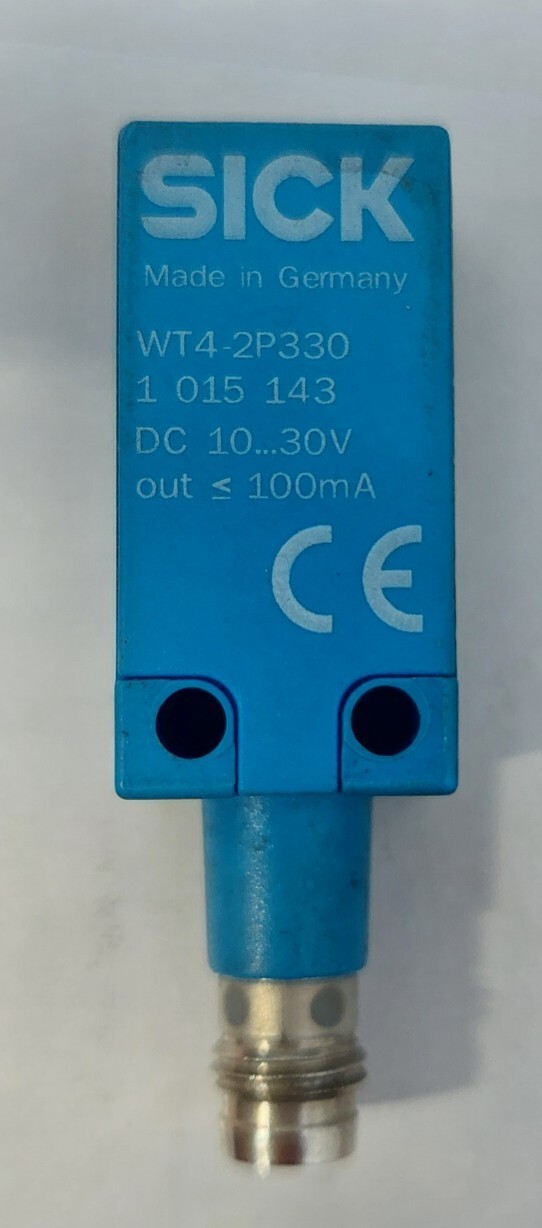 SICK
Made in Germany
WT4-2P330
1 015 143
DC 10...30V
out ≤ 100mA
CE